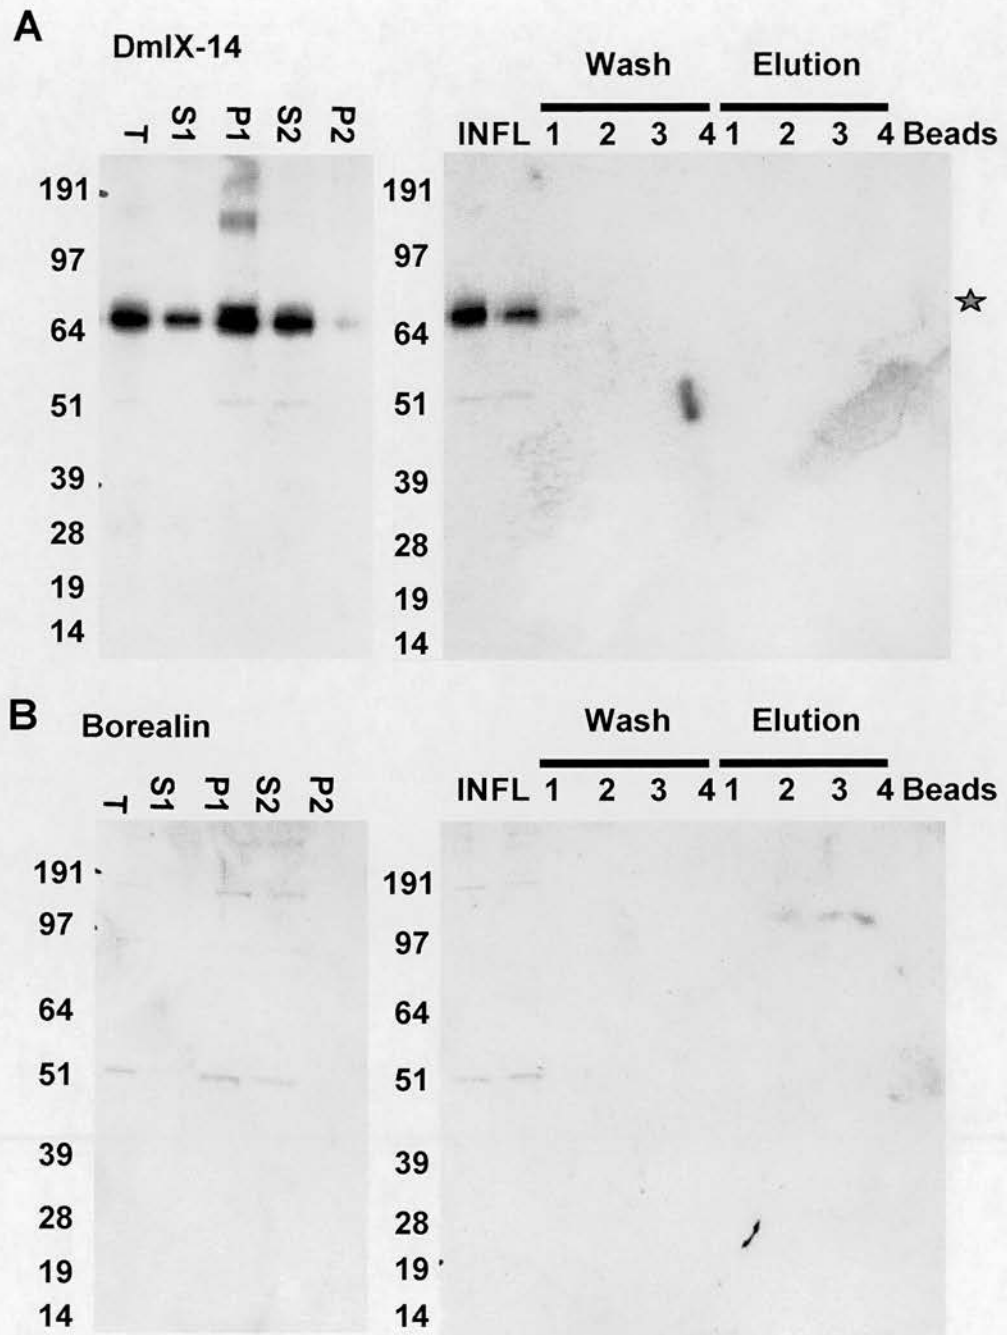 A
DmIX-14
Wash Elution
T S1 P1 S2 P2
INFL 1 2 3 4 1 2 3 4 Beads
191 191
97 97
64 64
51 51
39 39
28 28
19 19
14 14
B
Borealin
Wash Elution
T S1 P1 S2 P2
INFL 1 2 3 4 1 2 3 4 Beads
191 191
97 97
64 64
51 51
39 39
28 28
19 19
14 14